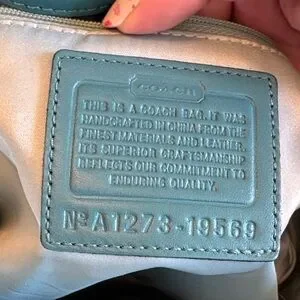 COACH
THIS IS A COACH BAG. IT WAS
HANDCRAFTED IN CHINA FROM THE
FINEST MATERIALS AND LEATHER.
ITS SUPERIOR CRAFTSMANSHIP
REFLECTS OUR COMMITMENT TO
ENDURING QUALITY.
Nº A1273-19569